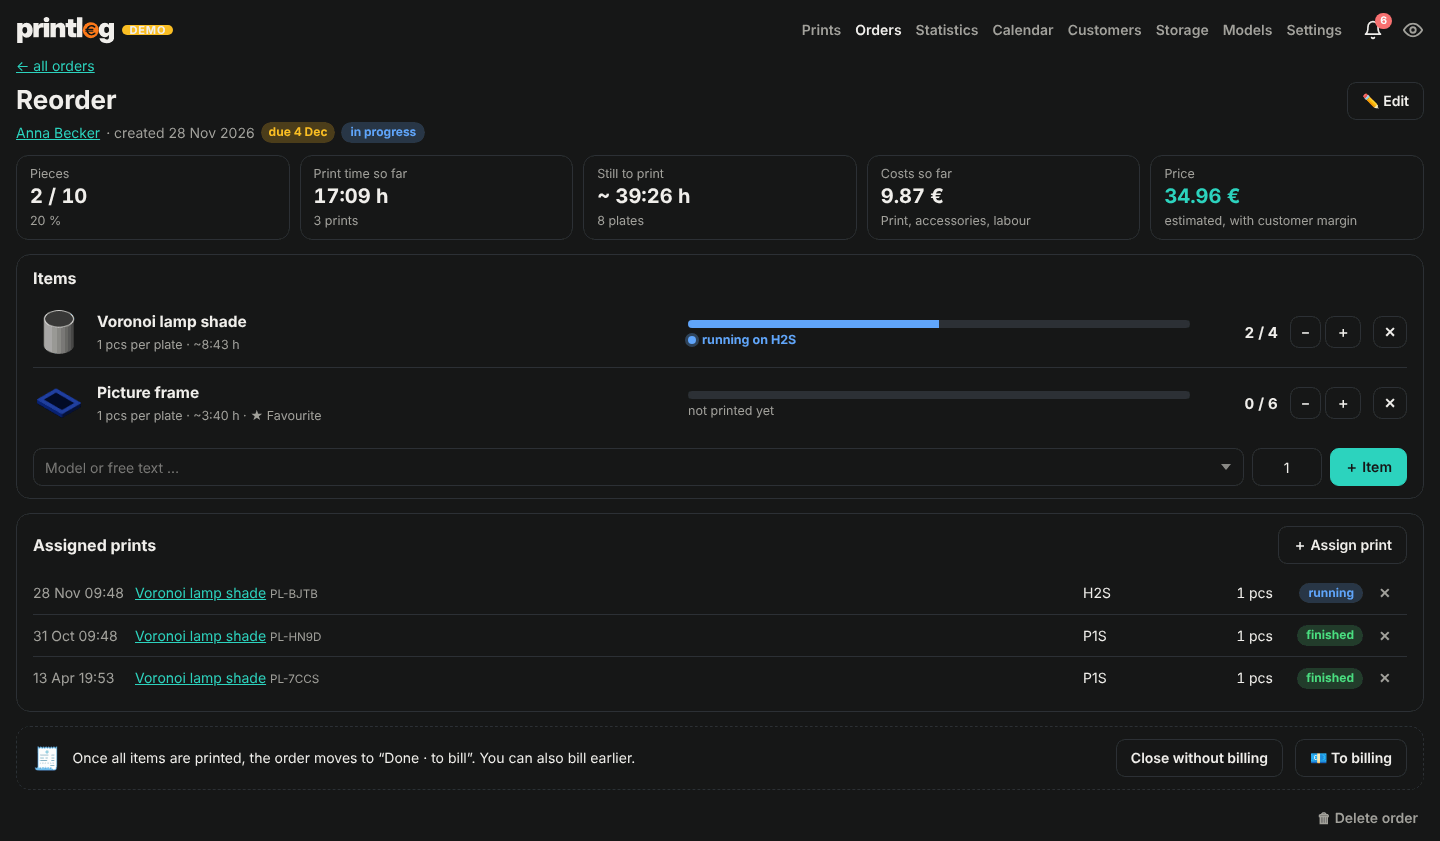 printlog DEMO
Prints Orders Statistics Calendar Customers Storage Models Settings 6
← all orders
Reorder
✏️ Edit
Anna Becker · created 28 Nov 2026 due 4 Dec in progress
Pieces
2 / 10
20 %
Print time so far
17:09 h
3 prints
Still to print
~ 39:26 h
8 plates
Costs so far
9.87 €
Print, accessories, labour
Price
34.96 €
estimated, with customer margin
Items
Voronoi lamp shade
1 pcs per plate · ~8:43 h
running on H2S
2 / 4 − + ✕
Picture frame
1 pcs per plate · ~3:40 h · ★ Favourite
not printed yet
0 / 6 − + ✕
Model or free text ... 1 + Item
Assigned prints
+ Assign print
28 Nov 09:48 Voronoi lamp shade PL-BJTB H2S 1 pcs running ✕
31 Oct 09:48 Voronoi lamp shade PL-HN9D P1S 1 pcs finished ✕
13 Apr 19:53 Voronoi lamp shade PL-7CCS P1S 1 pcs finished ✕
Once all items are printed, the order moves to “Done · to bill”. You can also bill earlier.
Close without billing
To billing
Delete order